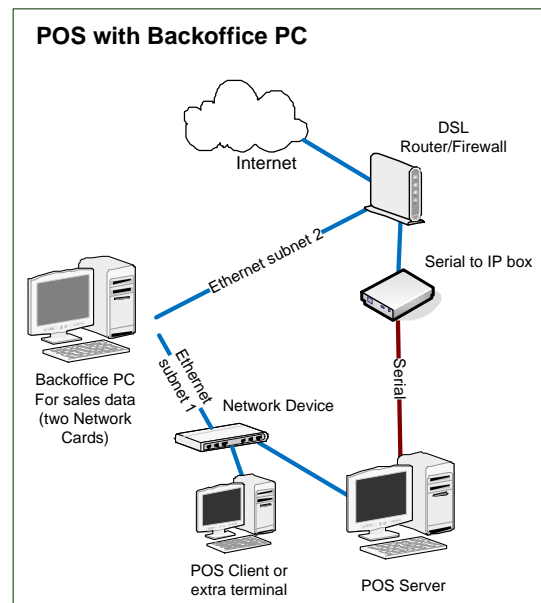 POS with Backoffice PC
Internet
DSL
Router/Firewall
Ethernet subnet 2
Serial to IP box
Backoffice PC
For sales data
(two Network
Cards)
Ethernet
subnet 1
Network Device
Serial
POS Client or
extra terminal
POS Server